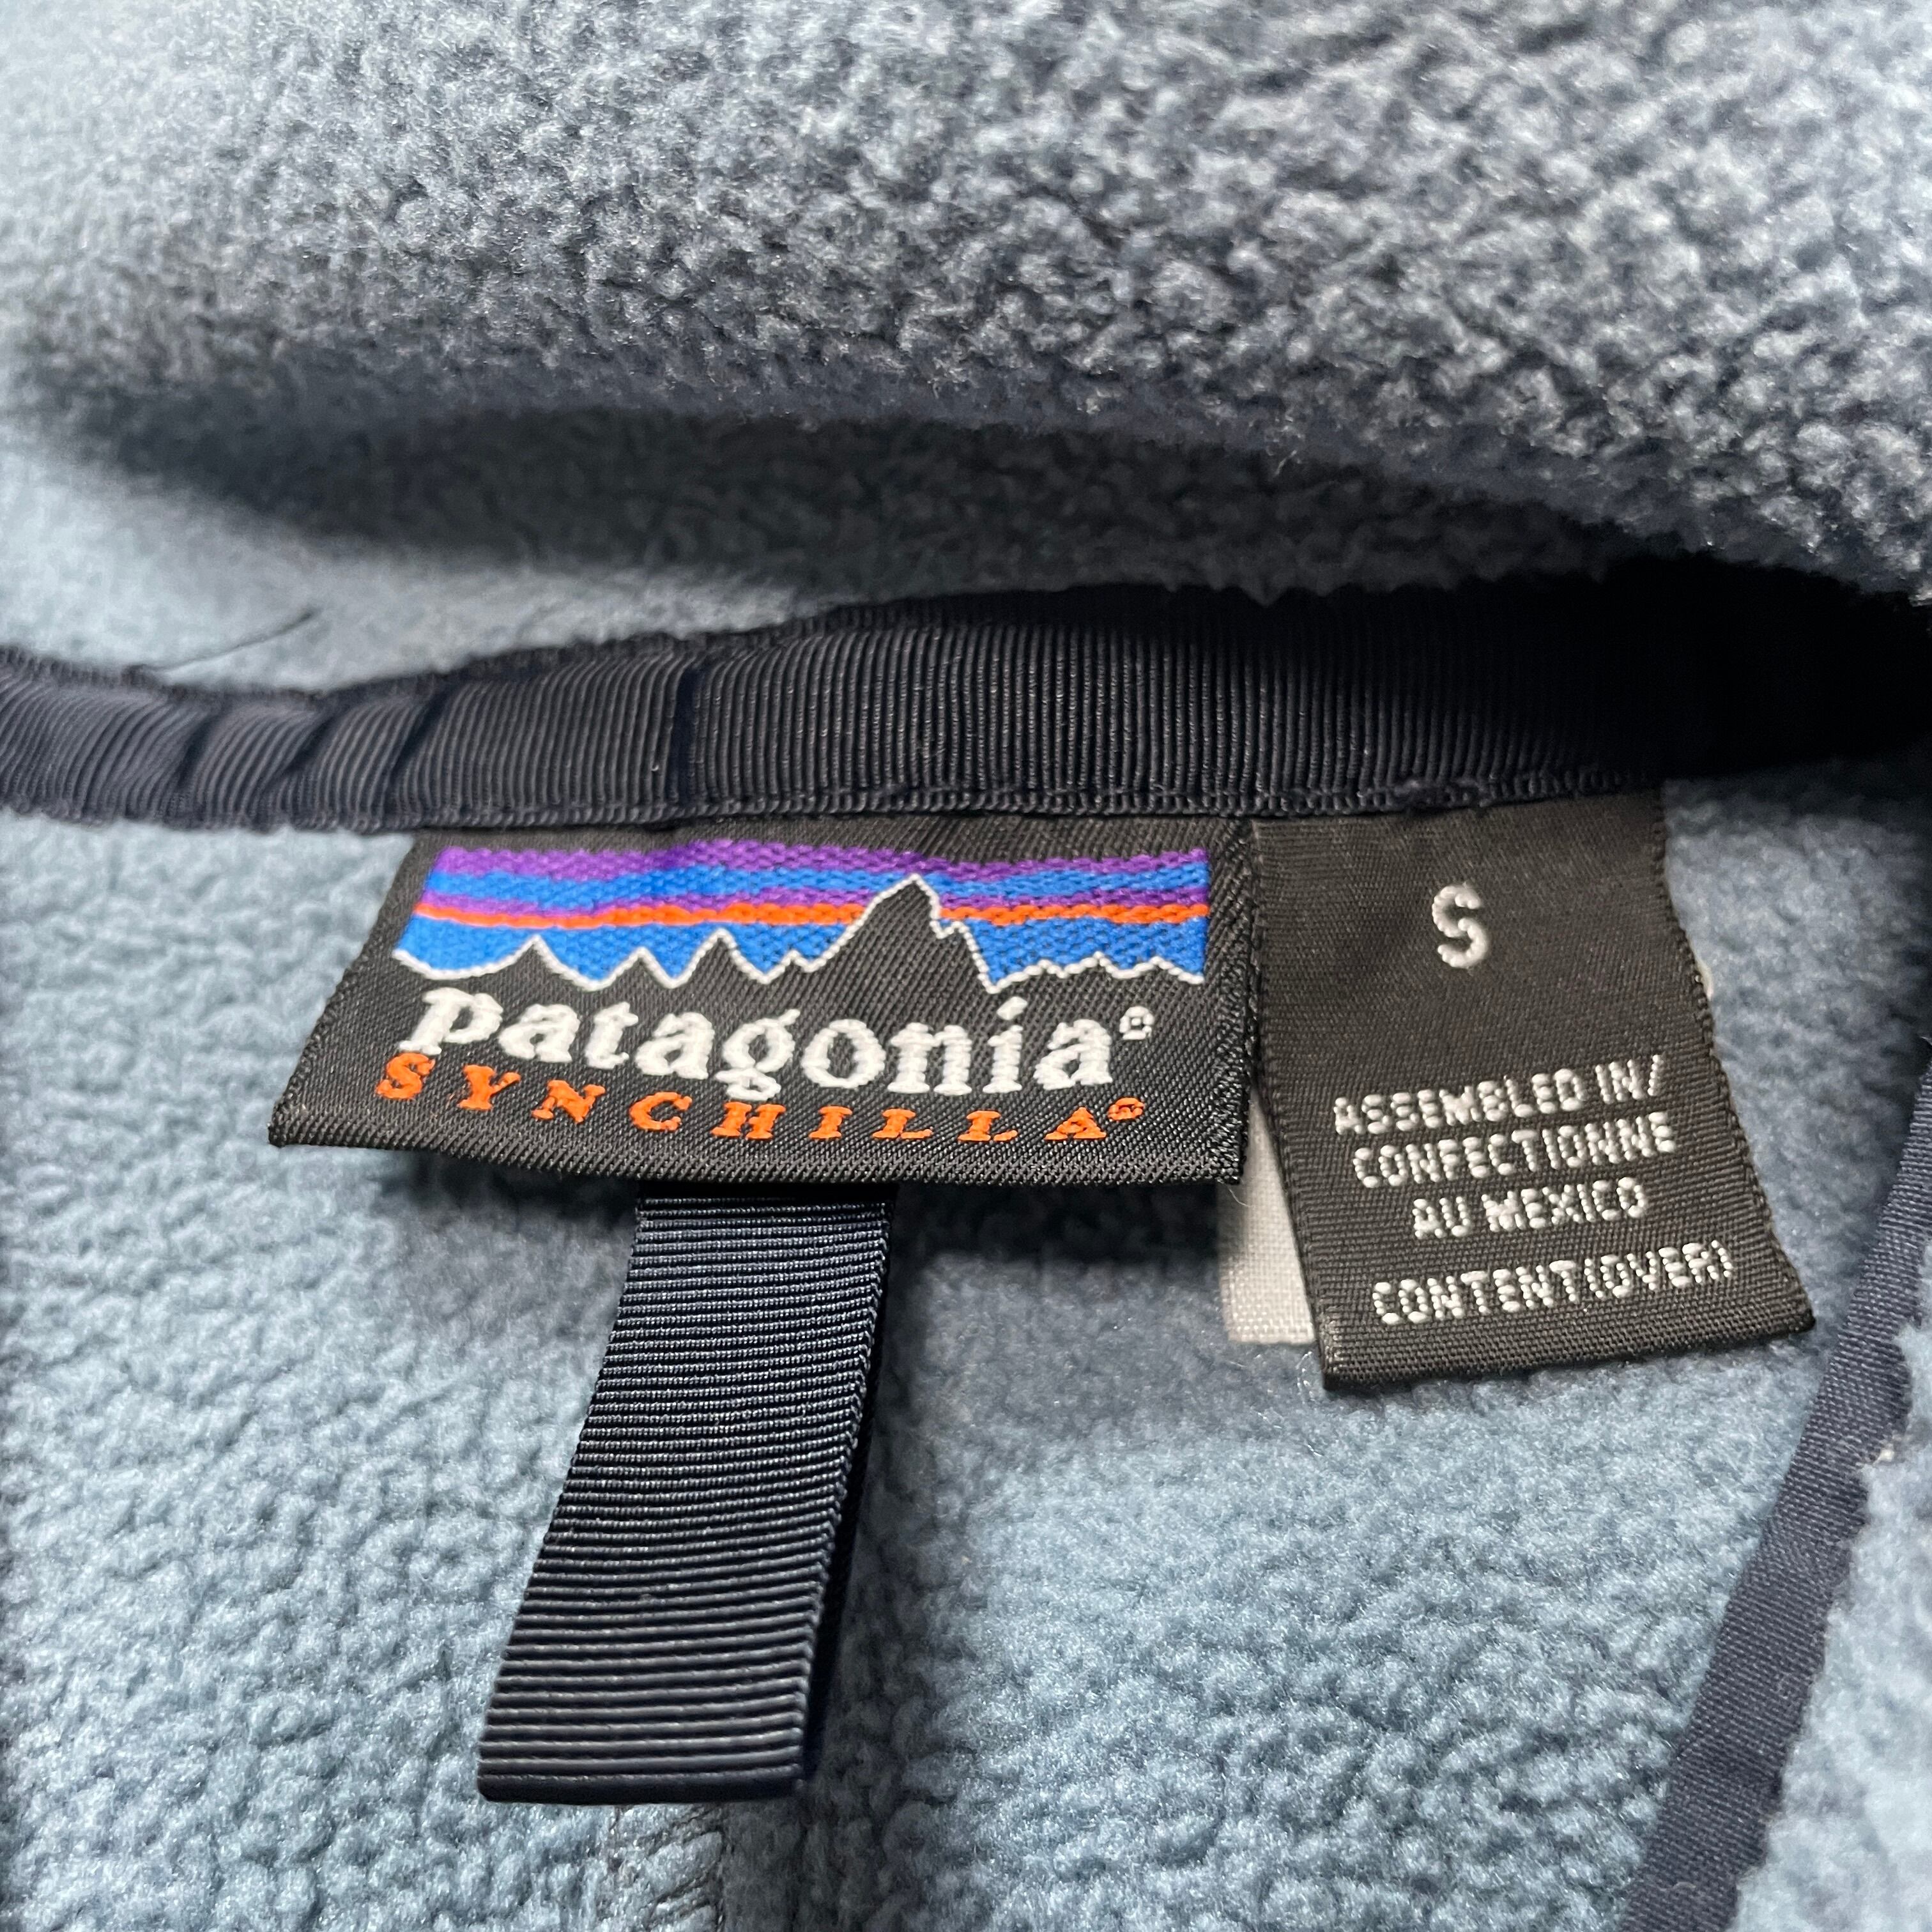 patagonia®
SYNCHILLA®
S
ASSEMBLED IN/
CONFECTIONNE
AU MEXICO
CONTENT(OVER)